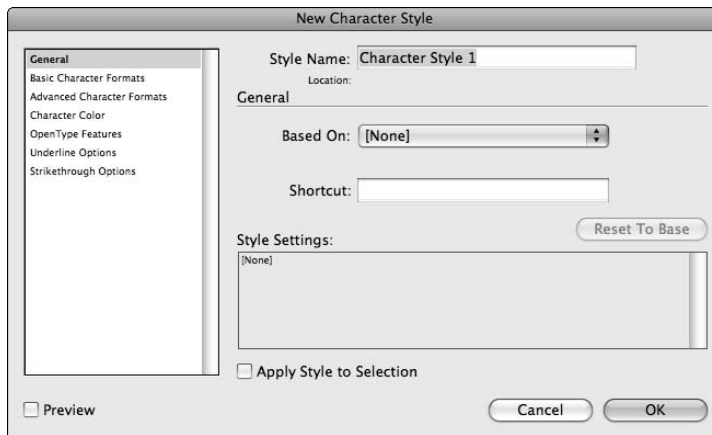 New Character Style
General
Basic Character Formats
Advanced Character Formats
Character Color
OpenType Features
Underline Options
Strikethrough Options
Style Name: Character Style 1
Location:
General
Based On: [None]
Shortcut:
Reset To Base
Style Settings:
[None]
Apply Style to Selection
Preview
Cancel
OK